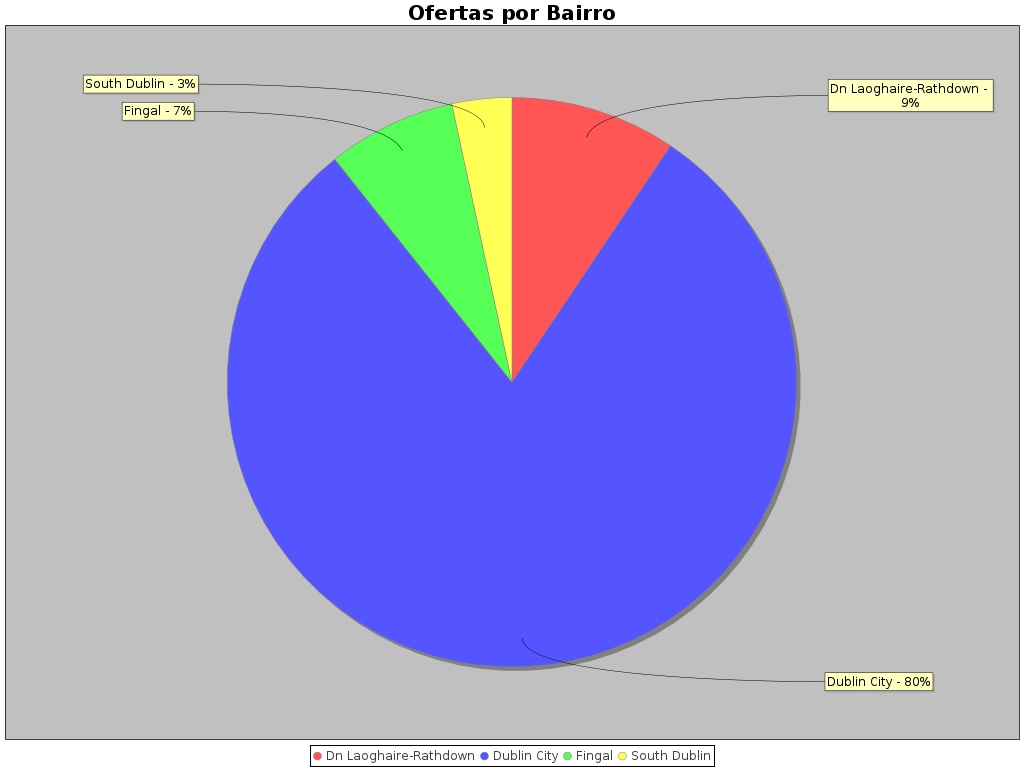 Ofertas por Bairro
South Dublin - 3%
Fingal - 7%
Dn Laoghaire-Rathdown -
9%
Dublin City - 80%
Dn Laoghaire-Rathdown Dublin City Fingal South Dublin